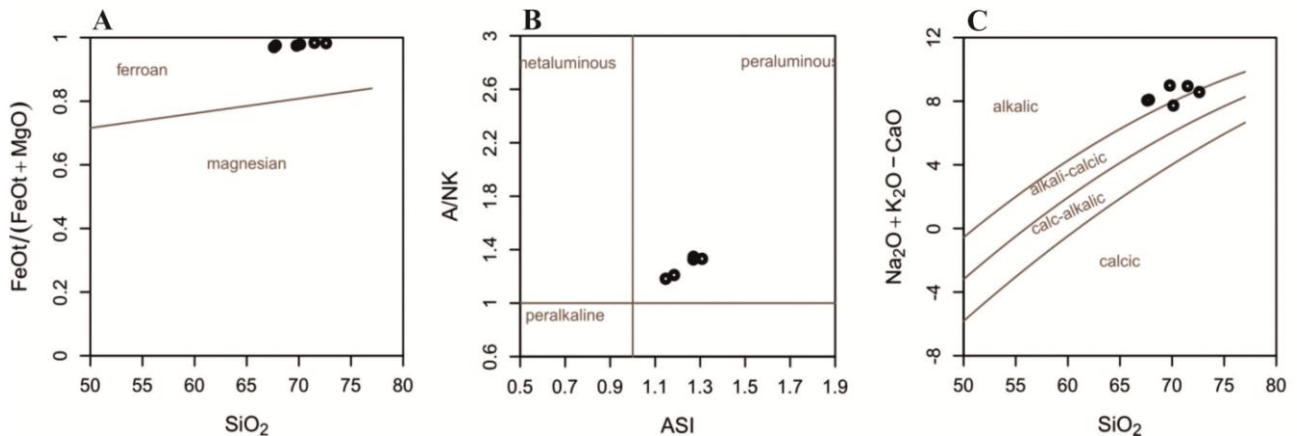 A
FeOt/(FeOt+MgO)
1
0.8
0.6
0.4
0.2
0
ferroan
magnesian
50 55 60 65 70 75 80
SiO₂
B
A/NK
3
2.6
2.2
1.8
1.4
1
0.6
netaluminous peraluminous
peralkaline
0.5 0.7 0.9 1.1 1.3 1.5 1.7 1.9
ASI
C
Na₂O+K₂O−CaO
12
8
4
0
-4
-8
alkalic
alkali-calcic
calc-alkalic
calcic
50 55 60 65 70 75 80
SiO₂